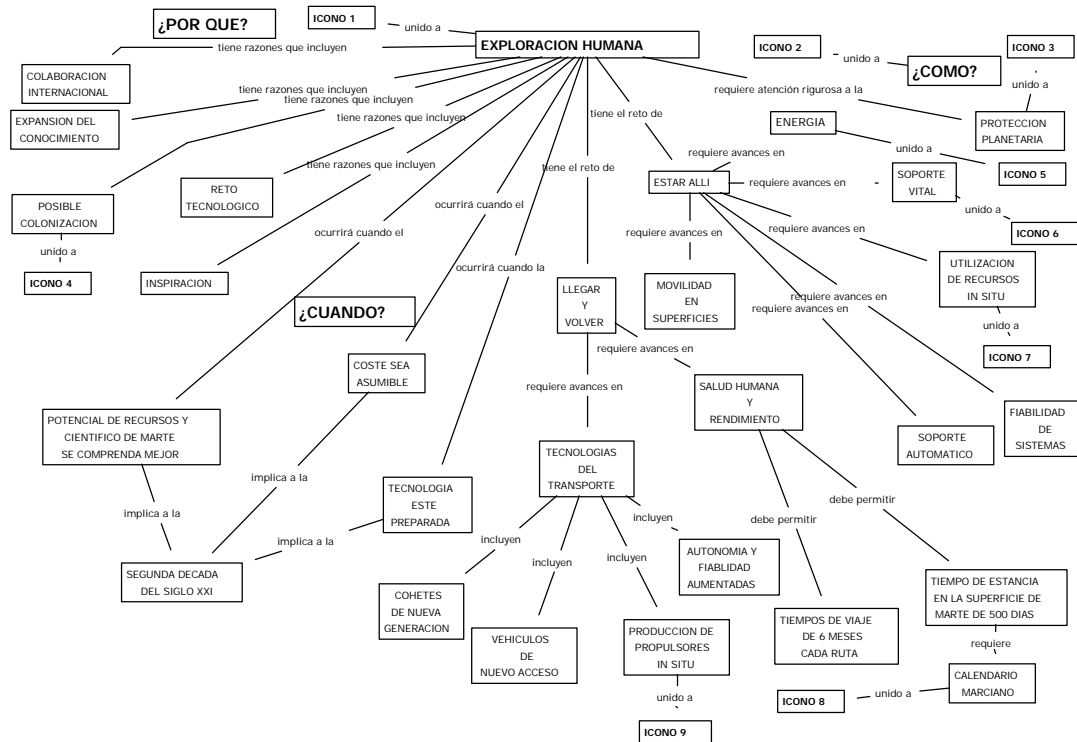 ¿POR QUE?
ICONO 1
unido a
tiene razones que incluyen
EXPLORACION HUMANA
ICONO 2
ICONO 3
unido a
¿COMO?
unido a
COLABORACION
INTERNACIONAL
tiene razones que incluyen
tiene razones que incluyen
requiere atención rigurosa a la
EXPANSION DEL
CONOCIMIENTO
tiene razones que incluyen
tiene el reto de
ENERGIA
PROTECCION
PLANETARIA
unido a
tiene razones que incluyen
tiene el reto de
requiere avances en
ESTAR ALLI
requiere avances en
SOPORTE
VITAL
ICONO 5
RETO
TECNOLOGICO
POSIBLE
COLONIZACION
ocurrirá cuando el
unido a
ICONO 6
ocurrirá cuando el
requiere avances en
requiere avances en
unido a
ICONO 4
INSPIRACION
ocurrirá cuando la
UTILIZACION
DE RECURSOS
IN SITU
¿CUANDO?
LLEGAR
Y
VOLVER
MOVILIDAD
EN
SUPERFICIES
requiere avances en
requiere avances en
unido a
ICONO 7
requiere avances en
COSTE SEA
ASUMIBLE
requiere avances en
SALUD HUMANA
Y
RENDIMIENTO
POTENCIAL DE RECURSOS Y
CIENTIFICO DE MARTE
SE COMPRENDA MEJOR
FIABILIDAD
DE
SISTEMAS
SOPORTE
AUTOMATICO
TECNOLOGIAS
DEL
TRANSPORTE
implica a la
TECNOLOGIA
ESTE
PREPARADA
debe permitir
implica a la
incluyen
debe permitir
implica a la
incluyen
incluyen
incluyen
AUTONOMIA Y
FIABLIDAD
AUMENTADAS
SEGUNDA DECADA
DEL SIGLO XXI
TIEMPO DE ESTANCIA
EN LA SUPERFICIE DE
MARTE DE 500 DIAS
COHETES
DE NUEVA
GENERACION
VEHICULOS
DE
NUEVO ACCESO
PRODUCCION DE
PROPULSORES
IN SITU
TIEMPOS DE VIAJE
DE 6 MESES
CADA RUTA
requiere
CALENDARIO
MARCIANO
unido a
ICONO 8
unido a
ICONO 9